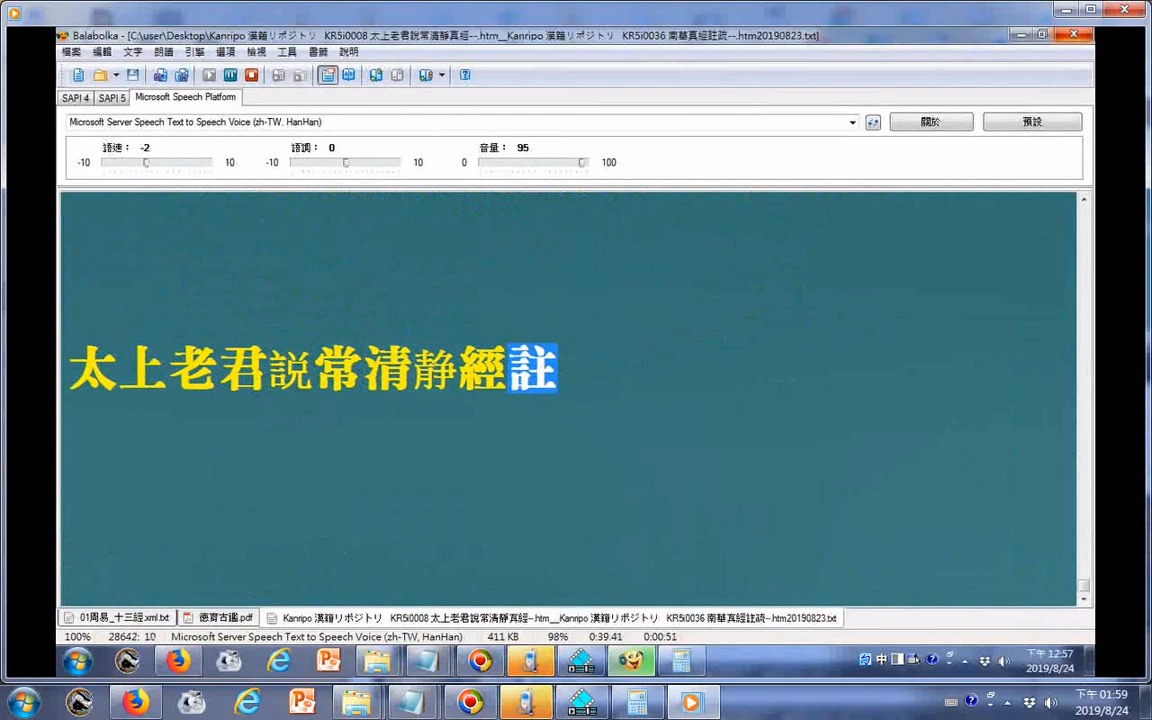 Balabolka - [C:\user\Desktop\Kanripo 漢籍リポジトリ KR5i0008 太上老君說常清靜真經--.htm__Kanripo 漢籍リポジトリ KR5i0036 南華真經註疏--.htm20190823.txt]
檔案 編輯 文字 朗讀 引擎 選項 檢視 工具 書籤 說明
SAPI 4 SAPI 5 Microsoft Speech Platform
Microsoft Server Speech Text to Speech Voice (zh-TW, HanHan) 關於 預設
語速： -2 語調： 0 音量： 95
-10 10 -10 10 0 100
太上老君説常清静經註
01周易_十三經.xml.txt 德育古鑑.pdf Kanripo 漢籍リポジトリ KR5i0008 太上老君說常清靜真經--.htm__Kanripo 漢籍リポジトリ KR5i0036 南華真經註疏--.htm20190823.txt
100% 28642: 10 Microsoft Server Speech Text to Speech Voice (zh-TW, HanHan) 411 KB 98% 0:39.41 0:00:51
中 下午 12:57
2019/8/24
下午 01:59
2019/8/24